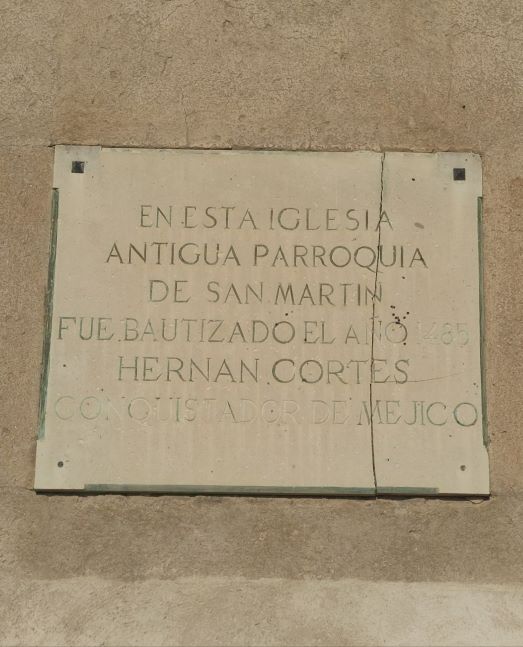 EN ESTA IGLESIA
ANTIGUA PARROQUIA
DE SAN MARTIN
FUE BAUTIZADO EL AÑO 1485
HERNAN CORTES
CONQUISTADOR DE MEJICO